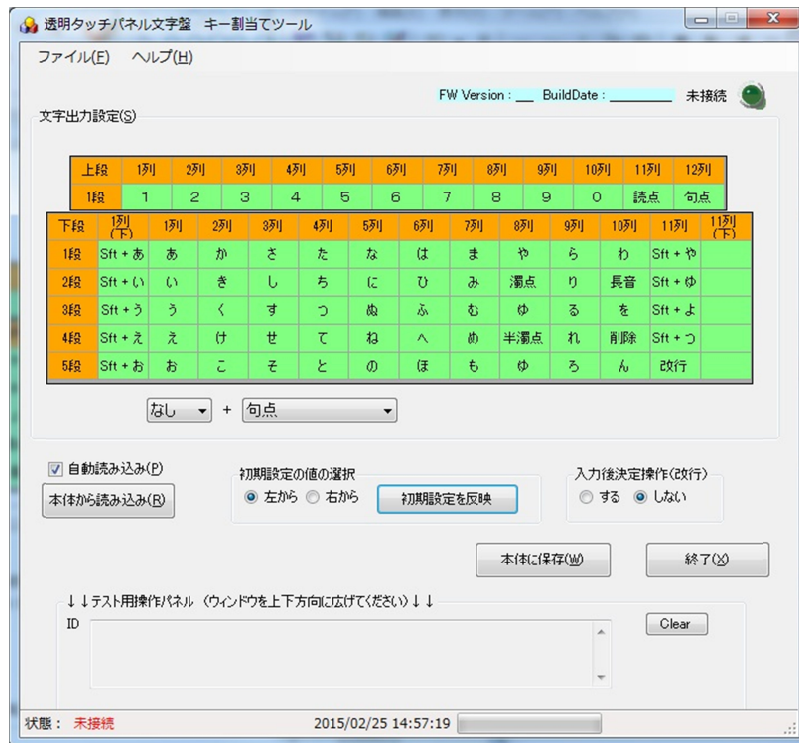 透明タッチパネル文字盤　キー割当てツール
ファイル(F)　ヘルプ(H)
FW Version : __ BuildDate : ________ 未接続
文字出力設定(S)
上段 1列 2列 3列 4列 5列 6列 7列 8列 9列 10列 11列 12列
1段 1 2 3 4 5 6 7 8 9 0 読点 句点
下段 1列(下) 1列 2列 3列 4列 5列 6列 7列 8列 9列 10列 11列 11列(下)
1段 Sft + あ あ か さ た な は ま や ら わ Sft + や
2段 Sft + い い き し ち に ひ み 濁点 り 長音 Sft + ゆ
3段 Sft + う う く す つ ぬ ふ む ゆ る を Sft + よ
4段 Sft + え え け せ て ね へ め 半濁点 れ 削除 Sft + つ
5段 Sft + お お こ そ と の ほ も ゆ ろ ん 改行
なし + 句点
自動読み込み(P)
本体から読み込み(R)
初期設定の値の選択
左から 右から 初期設定を反映
入力後決定操作(改行)
する しない
本体に保存(W) 終了(X)
↓↓テスト用操作パネル（ウィンドウを上下方向に広げてください）↓↓
ID
Clear
状態： 未接続 2015/02/25 14:57:19